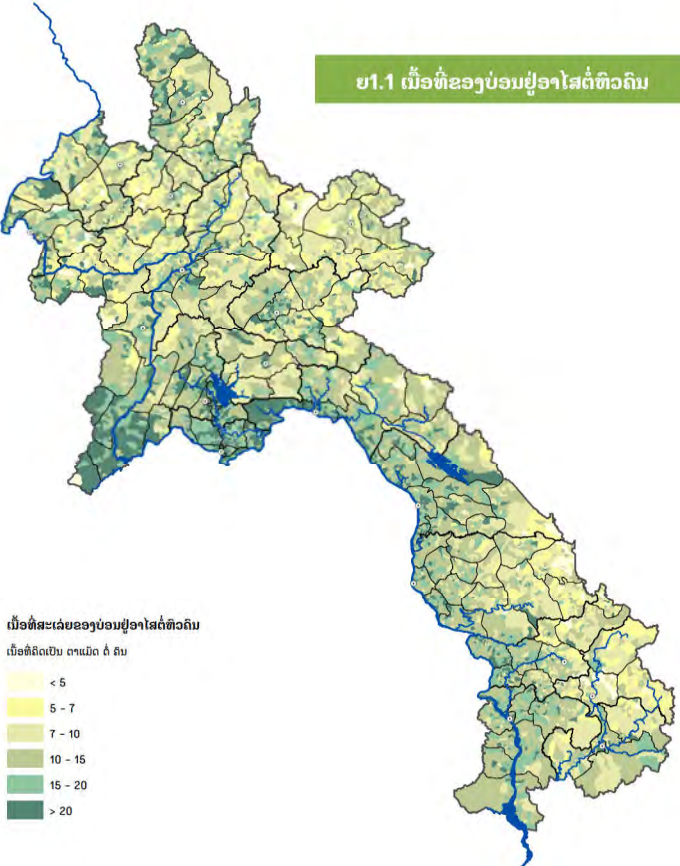 ຍ1.1 ເນື້ອທີ່ຂອງບ່ອນຢູ່ອາໄສຕໍ່ຫົວຄົນ
ເນື້ອທີ່ສະເລ່ຍຂອງບ່ອນຢູ່ອາໄສຕໍ່ຫົວຄົນ
ເນື້ອທີ່ຄິດເປັນ ຕາແມັດ ຕໍ່ ຄົນ
< 5
5 - 7
7 - 10
10 - 15
15 - 20
> 20